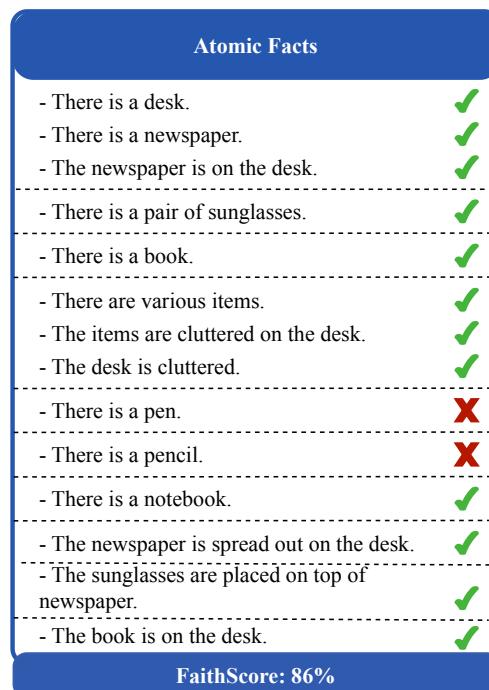 Atomic Facts
- There is a desk.
- There is a newspaper.
- The newspaper is on the desk.
- There is a pair of sunglasses.
- There is a book.
- There are various items.
- The items are cluttered on the desk.
- The desk is cluttered.
- There is a pen.
- There is a pencil.
- There is a notebook.
- The newspaper is spread out on the desk.
- The sunglasses are placed on top of
newspaper.
- The book is on the desk.
FaithScore: 86%